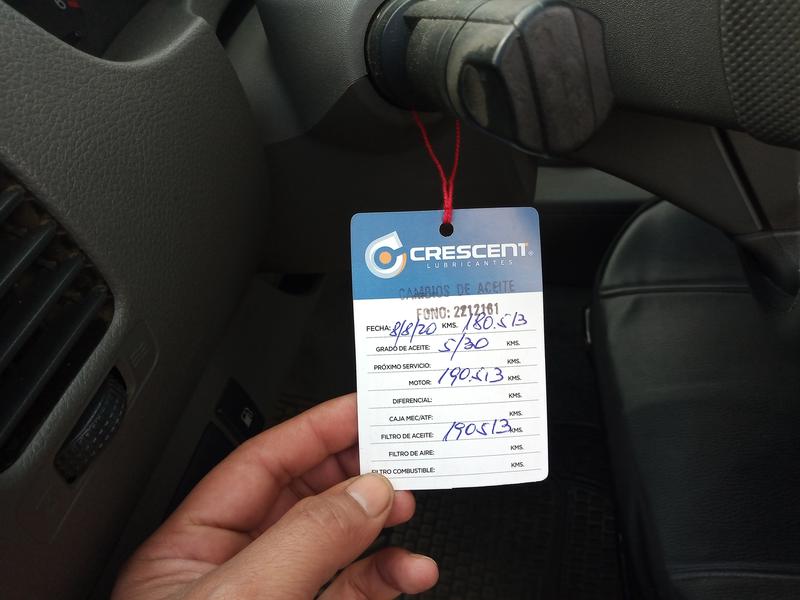 CRESCENT®
LUBRICANTES
CAMBIOS DE ACEITE
FONO: 2212161
FECHA: 8/8/20 KMS. 180.513
GRADO DE ACEITE: 5/30
PRÓXIMO SERVICIO: KMS.
MOTOR: 190.513 KMS.
DIFERENCIAL: KMS.
CAJA MEC/ATF: KMS.
FILTRO DE ACEITE: 190513 KMS.
FILTRO DE AIRE: KMS.
FILTRO COMBUSTIBLE: KMS.